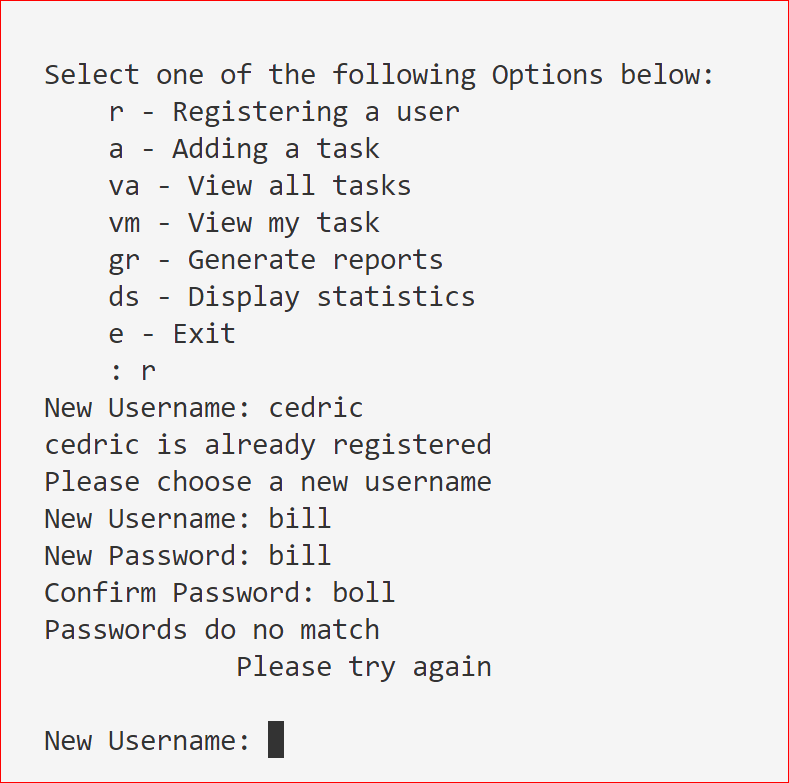 Select one of the following Options below:
r - Registering a user
a - Adding a task
va - View all tasks
vm - View my task
gr - Generate reports
ds - Display statistics
e - Exit
: r
New Username: cedric
cedric is already registered
Please choose a new username
New Username: bill
New Password: bill
Confirm Password: boll
Passwords do no match
Please try again
New Username: